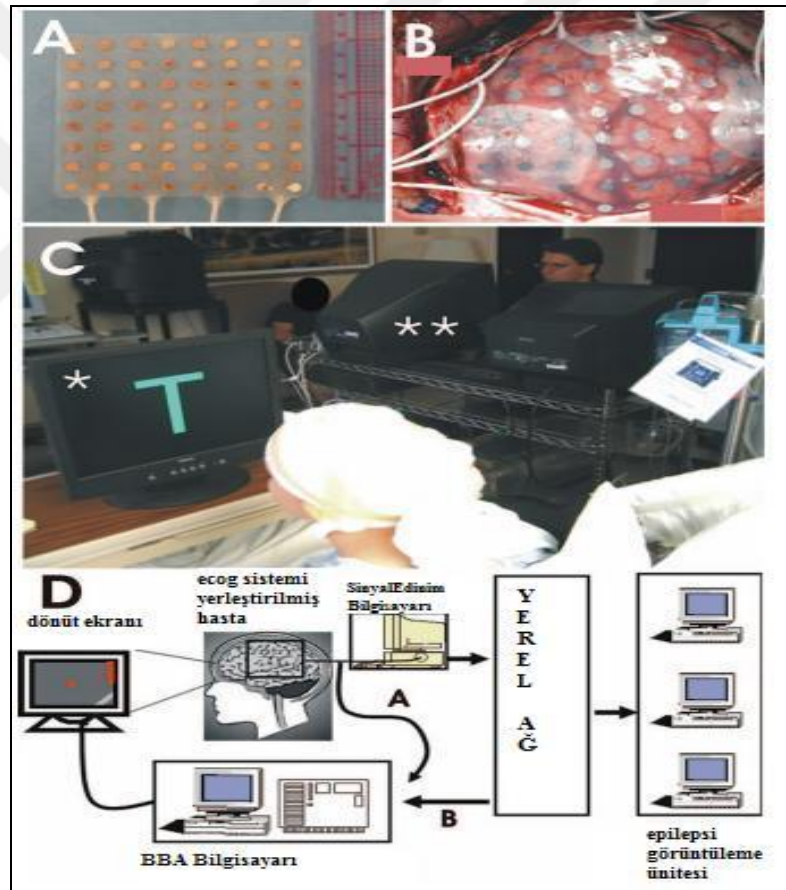 A
B
C
*
* *
T
D
dönüt ekranı
ecog sistemi
yerleştirilmiş
hasta
SinyalEdinim
Bilgisayarı
Y
E
R
E
L
A
Ğ
A
B
BBA Bilgisayarı
epilepsi
görüntüleme
ünitesi